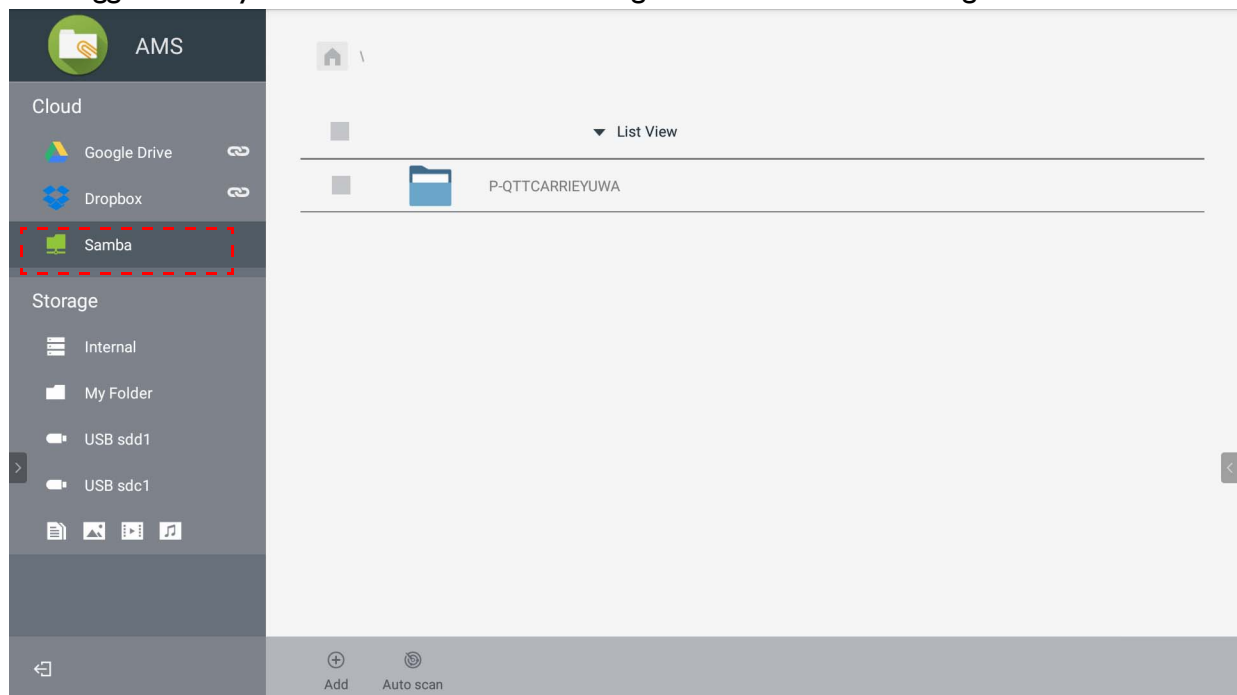 AMS
\
Cloud
List View
Google Drive
P-QTTCARRIEYUWA
Dropbox
Samba
Storage
Internal
My Folder
USB sdd1
USB sdc1
Add Auto scan